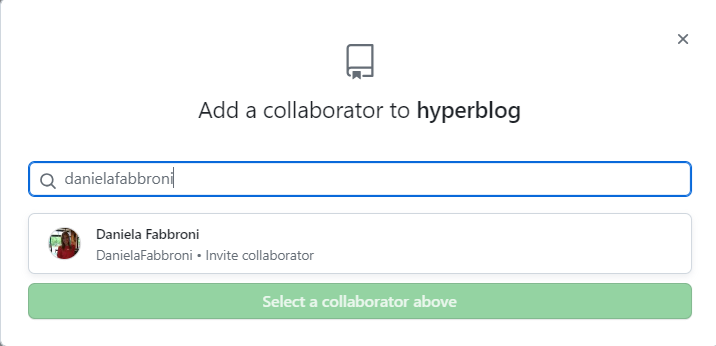 Add a collaborator to hyperblog
danielafabbroni
Daniela Fabbroni
DanielaFabbroni • Invite collaborator
Select a collaborator above